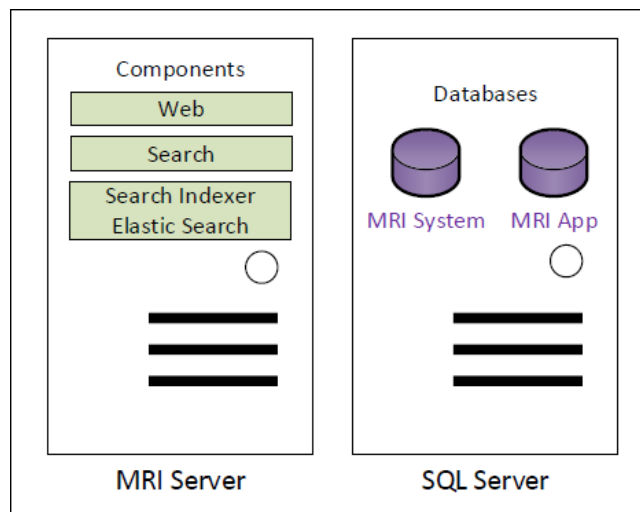 Components
Web
Search
Search Indexer
Elastic Search
MRI Server
Databases
MRI System
MRI App
SQL Server